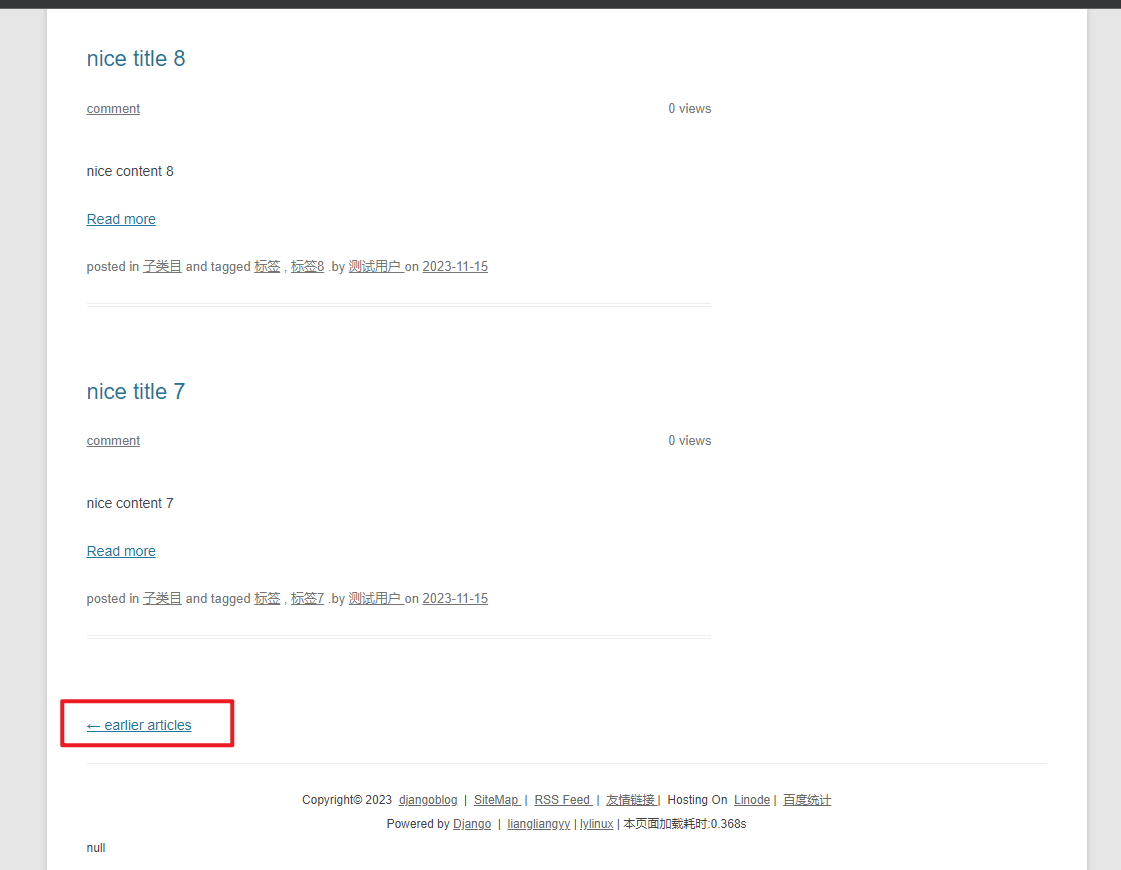 nice title 8
comment 0 views
nice content 8
Read more
posted in 子类目 and tagged 标签 , 标签8 .by 测试用户 on 2023-11-15
nice title 7
comment 0 views
nice content 7
Read more
posted in 子类目 and tagged 标签 , 标签7 .by 测试用户 on 2023-11-15
← earlier articles
Copyright© 2023 djangoblog | SiteMap | RSS Feed | 友情链接 | Hosting On Linode | 百度统计
Powered by Django | liangliangyy | lylinux | 本页面加载耗时:0.368s
null